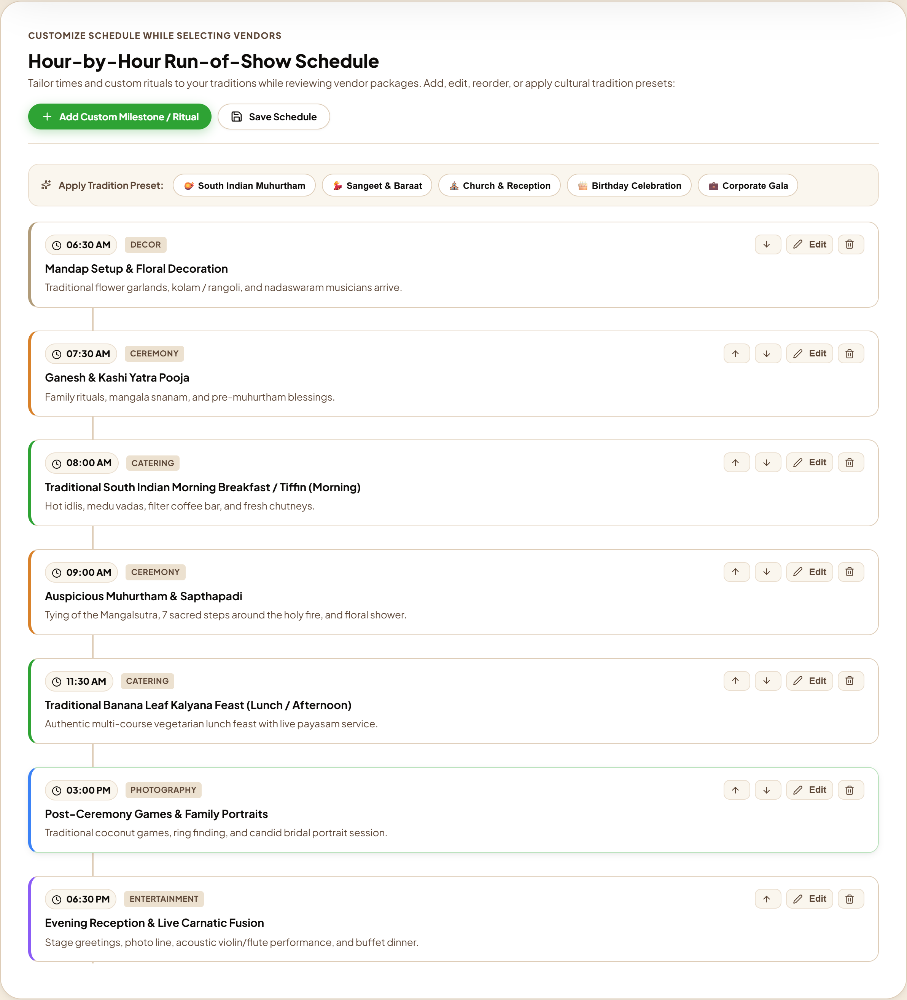 CUSTOMIZE SCHEDULE WHILE SELECTING VENDORS
Hour-by-Hour Run-of-Show Schedule
Tailor times and custom rituals to your traditions while reviewing vendor packages. Add, edit, reorder, or apply cultural tradition presets:
Add Custom Milestone / Ritual Save Schedule
Apply Tradition Preset: South Indian Muhurtham Sangeet & Baraat Church & Reception Birthday Celebration Corporate Gala
06:30 AM DECOR Edit
Mandap Setup & Floral Decoration
Traditional flower garlands, kolam / rangoli, and nadaswaram musicians arrive.
07:30 AM CEREMONY Edit
Ganesh & Kashi Yatra Pooja
Family rituals, mangala snanam, and pre-muhurtham blessings.
08:00 AM CATERING Edit
Traditional South Indian Morning Breakfast / Tiffin (Morning)
Hot idlis, medu vadas, filter coffee bar, and fresh chutneys.
09:00 AM CEREMONY Edit
Auspicious Muhurtham & Sapthapadi
Tying of the Mangalsutra, 7 sacred steps around the holy fire, and floral shower.
11:30 AM CATERING Edit
Traditional Banana Leaf Kalyana Feast (Lunch / Afternoon)
Authentic multi-course vegetarian lunch feast with live payasam service.
03:00 PM PHOTOGRAPHY Edit
Post-Ceremony Games & Family Portraits
Traditional coconut games, ring finding, and candid bridal portrait session.
06:30 PM ENTERTAINMENT Edit
Evening Reception & Live Carnatic Fusion
Stage greetings, photo line, acoustic violin/flute performance, and buffet dinner.